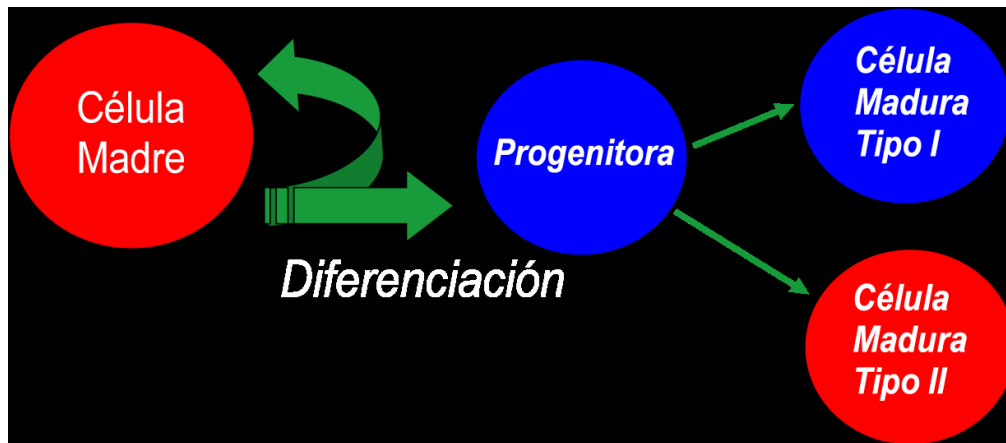 Célula
Madre
Progenitora
Célula
Madura
Tipo I
Diferenciación
Célula
Madura
Tipo II